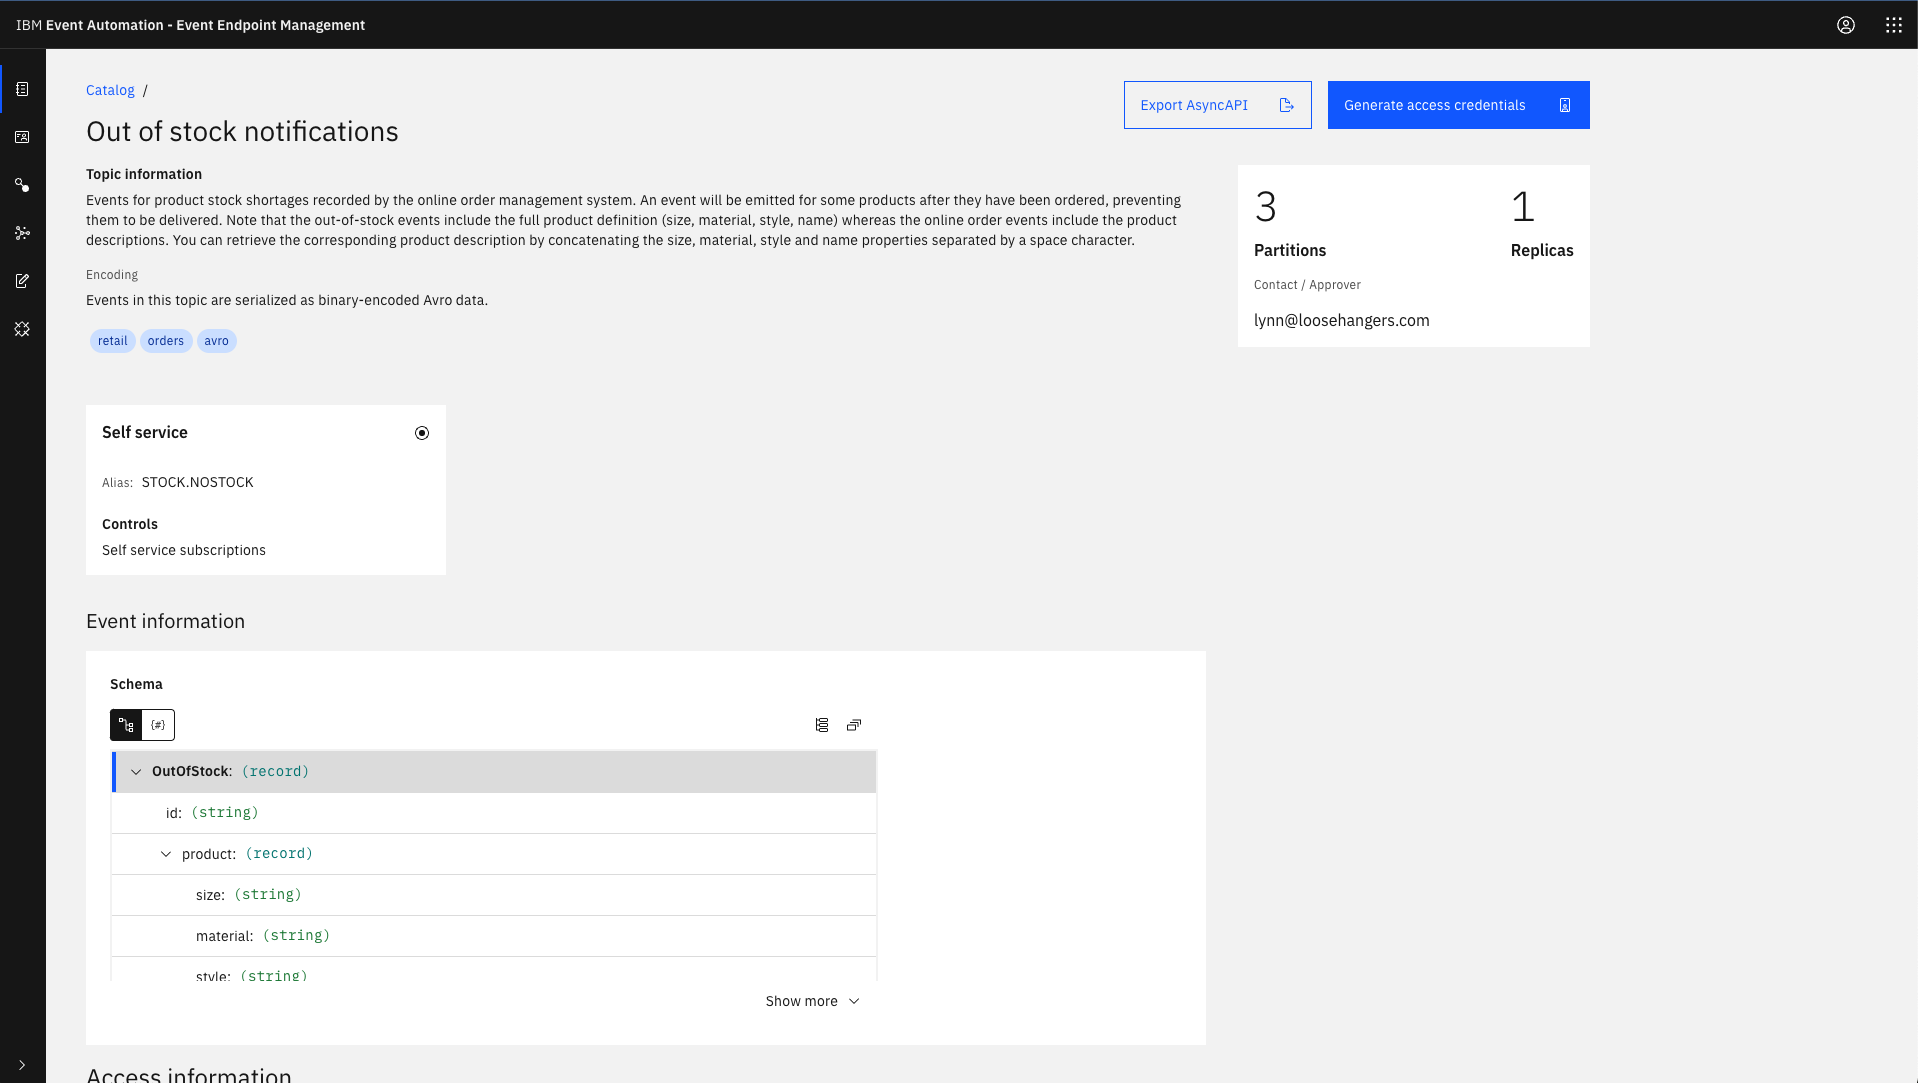 IBM Event Automation - Event Endpoint Management
Catalog /
Export AsyncAPI
Generate access credentials
Out of stock notifications
Topic information
Events for product stock shortages recorded by the online order management system. An event will be emitted for some products after they have been ordered, preventing
them to be delivered. Note that the out-of-stock events include the full product definition (size, material, style, name) whereas the online order events include the product
descriptions. You can retrieve the corresponding product description by concatenating the size, material, style and name properties separated by a space character.
Encoding
Events in this topic are serialized as binary-encoded Avro data.
retail orders avro
3 1
Partitions Replicas
Contact / Approver
lynn@loosehangers.com
Self service
Alias: STOCK.NOSTOCK
Controls
Self service subscriptions
Event information
Schema
{#}
OutOfStock: (record)
id: (string)
product: (record)
size: (string)
material: (string)
style: (string)
Show more
Access information